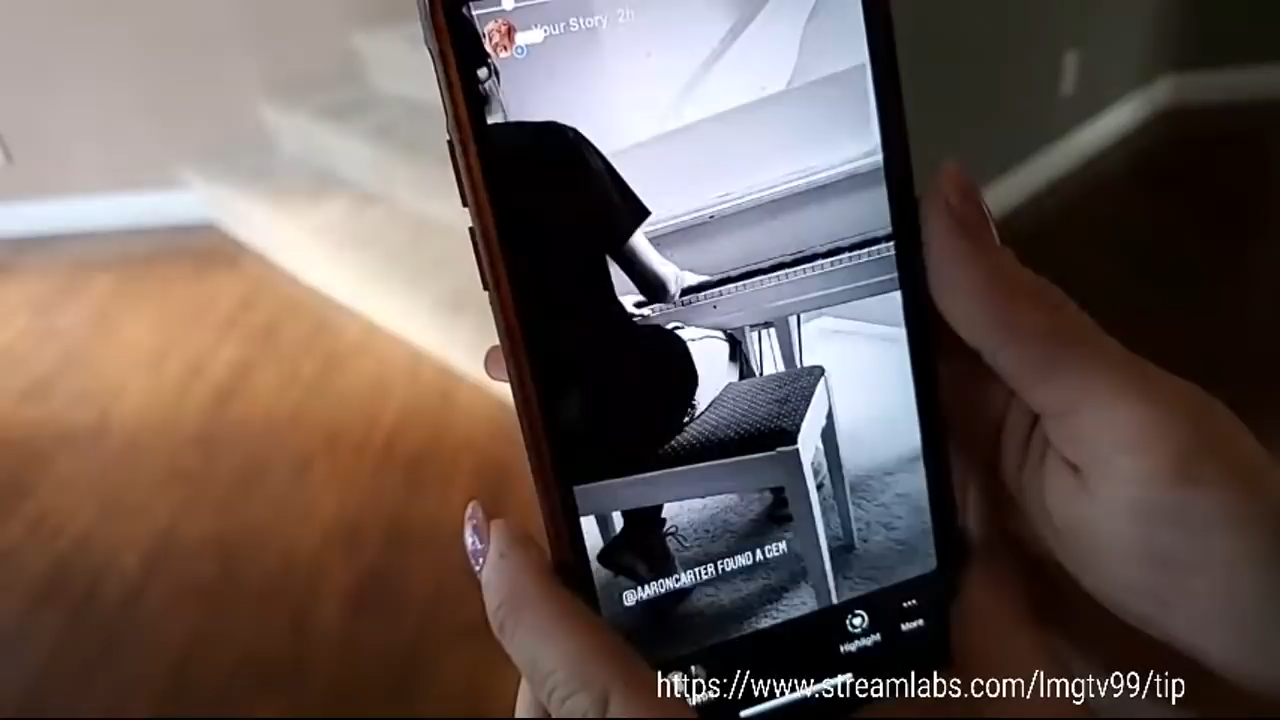 Your Story 2h
@AARONCARTER FOUND A GEM
Highlight
More
https://www.streamlabs.com/lmgtv99/tip